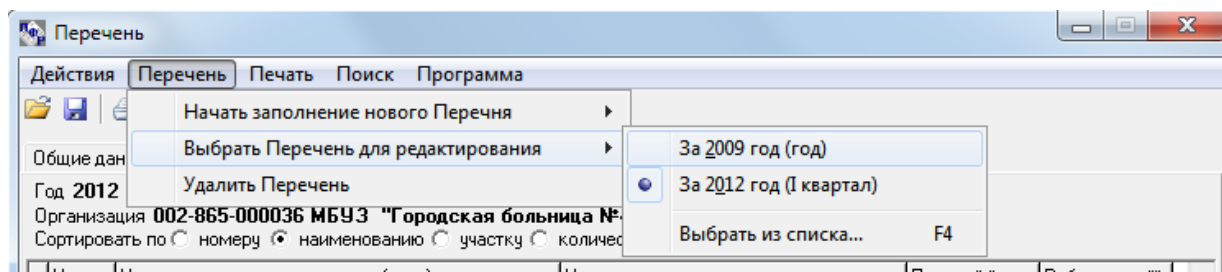 Перечень
Действия Перечень Печать Поиск Программа
Начать заполнение нового Перечня
Выбрать Перечень для редактирования
За 2009 год (год)
Общие дан
Удалить Перечень
За 2012 год (I квартал)
Год 2012
Организация 002-865-000036 МБУЗ "Городская больница №
Выбрать из списка... F4
Сортировать по номеру наименованию участку количес